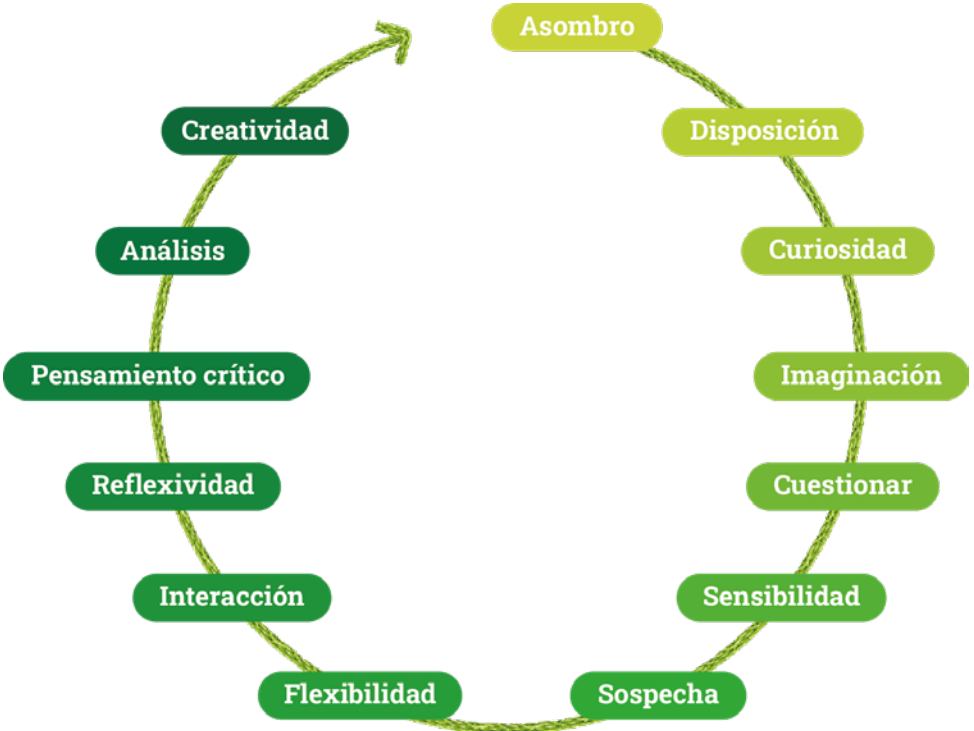 Asombro
Disposición
Curiosidad
Imaginación
Cuestionar
Sensibilidad
Sospecha
Flexibilidad
Interacción
Reflexividad
Pensamiento crítico
Análisis
Creatividad